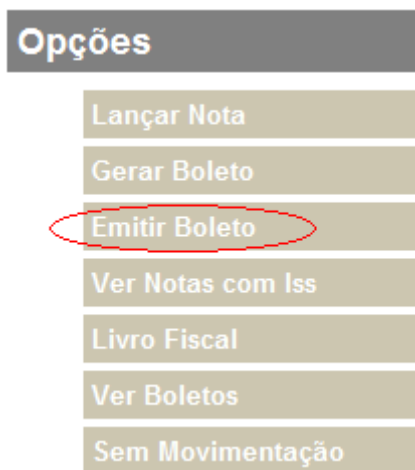 Opções
Lançar Nota
Gerar Boleto
Emitir Boleto
Ver Notas com Iss
Livro Fiscal
Ver Boletos
Sem Movimentação